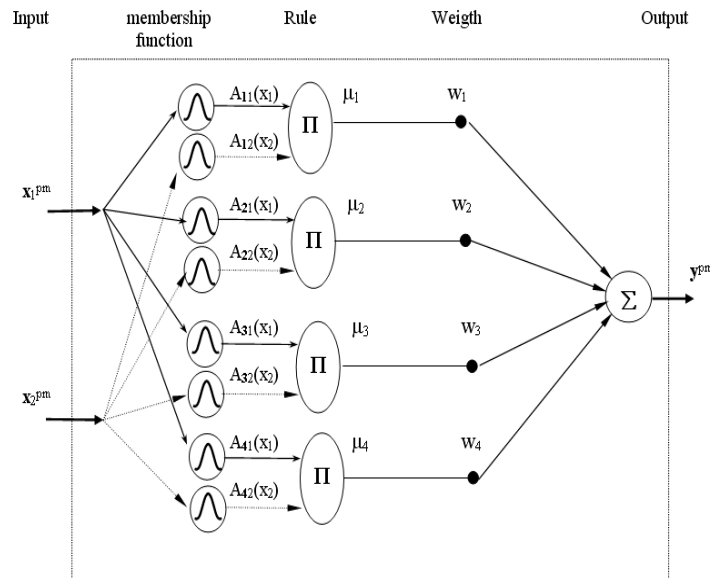 Input membership function Rule Weigth Output
A₁₁(x₁) μ₁ w₁
Π
A₁₂(x₂)
x₁ᵖᵐ
A₂₁(x₁) μ₂ w₂
Π
A₂₂(x₂)
yᵖᵐ
Σ
A₃₁(x₁) μ₃ w₃
Π
A₃₂(x₂)
x₂ᵖᵐ
A₄₁(x₁) μ₄ w₄
Π
A₄₂(x₂)